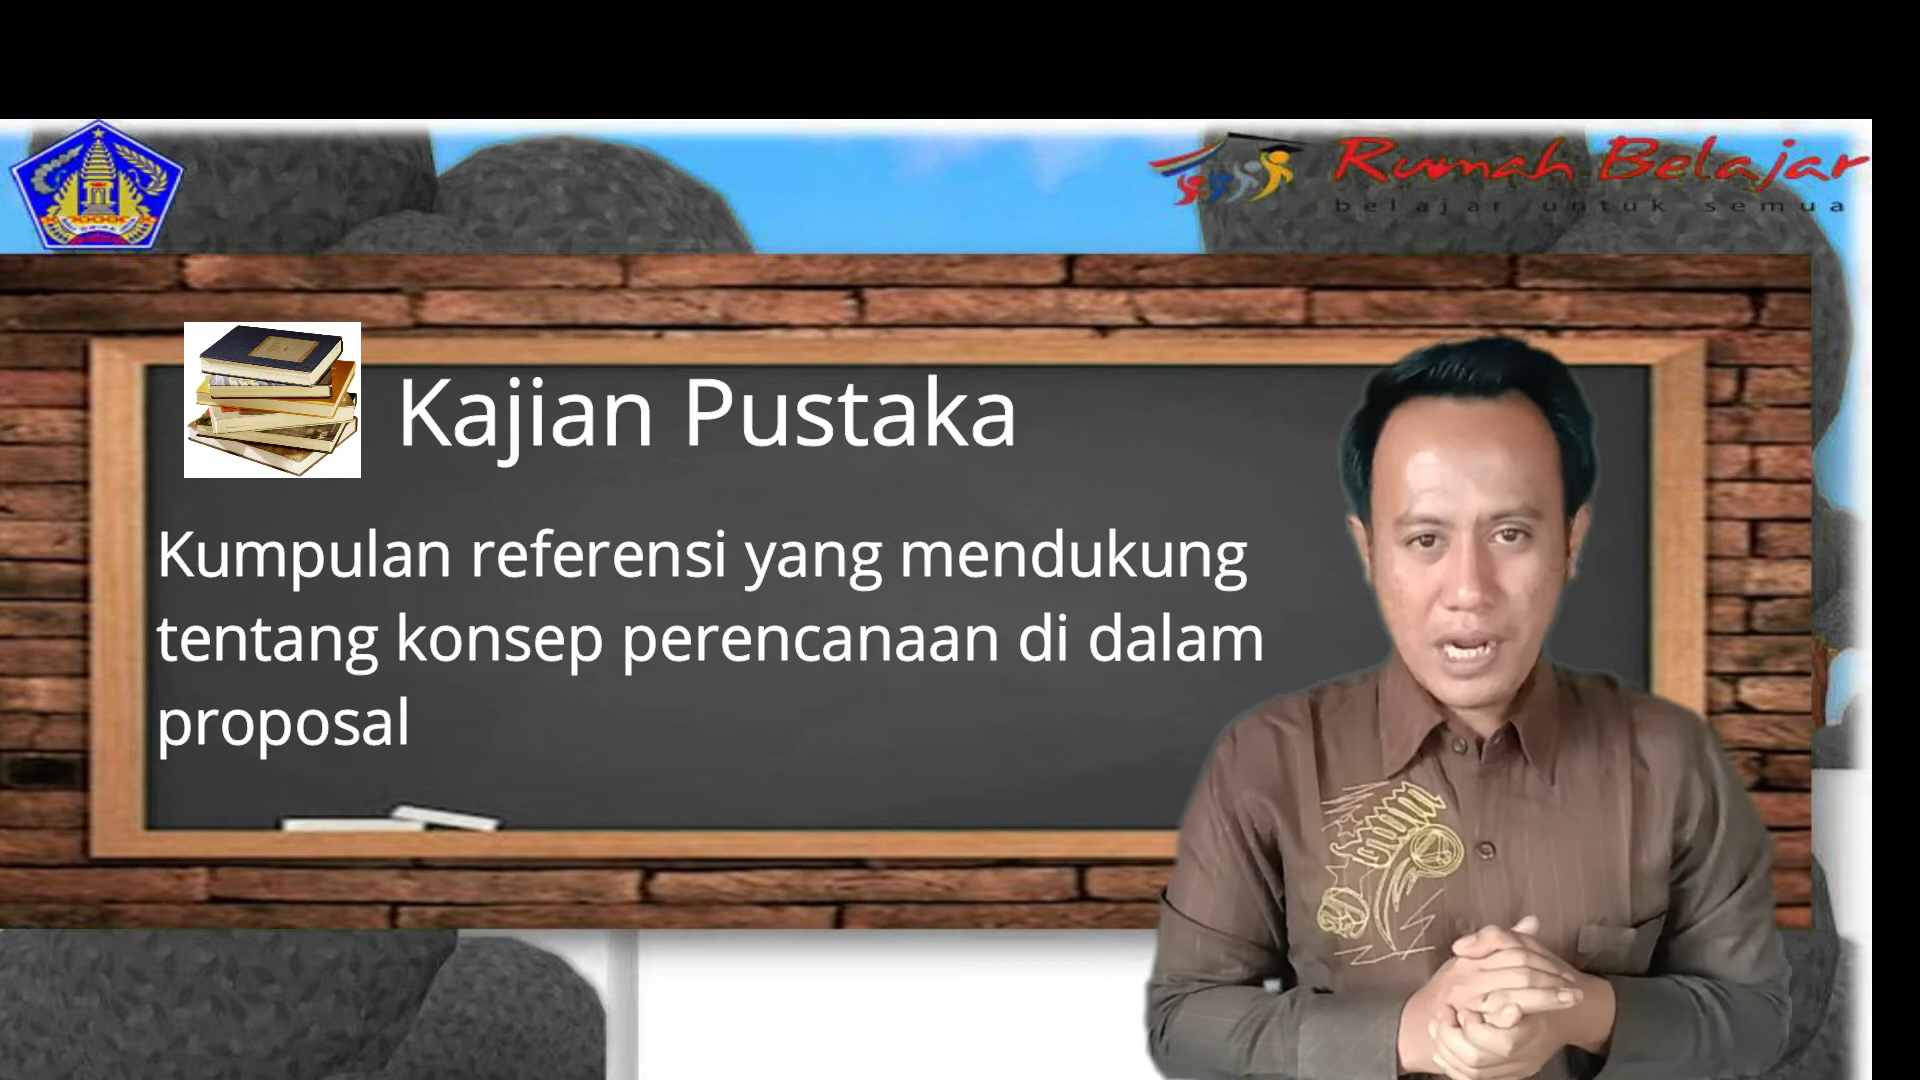 Rumah Belajar
belajar untuk semua
Kajian Pustaka
Kumpulan referensi yang mendukung
tentang konsep perencanaan di dalam
proposal